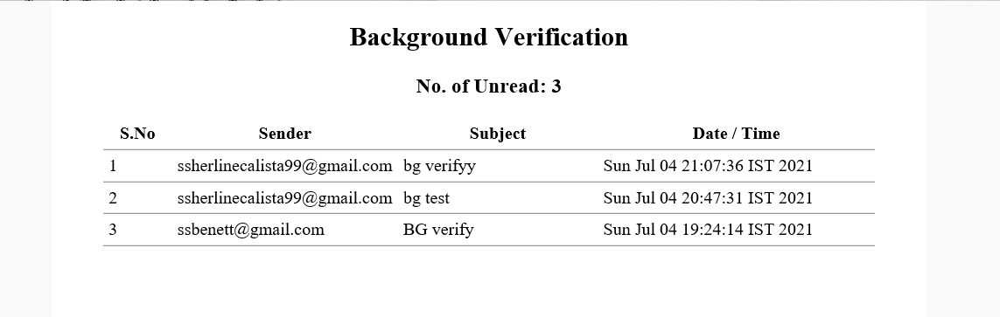 Background Verification
No. of Unread: 3
S.No Sender Subject Date / Time
1 ssherlinecalista99@gmail.com bg verifyy Sun Jul 04 21:07:36 IST 2021
2 ssherlinecalista99@gmail.com bg test Sun Jul 04 20:47:31 IST 2021
3 ssbenett@gmail.com BG verify Sun Jul 04 19:24:14 IST 2021